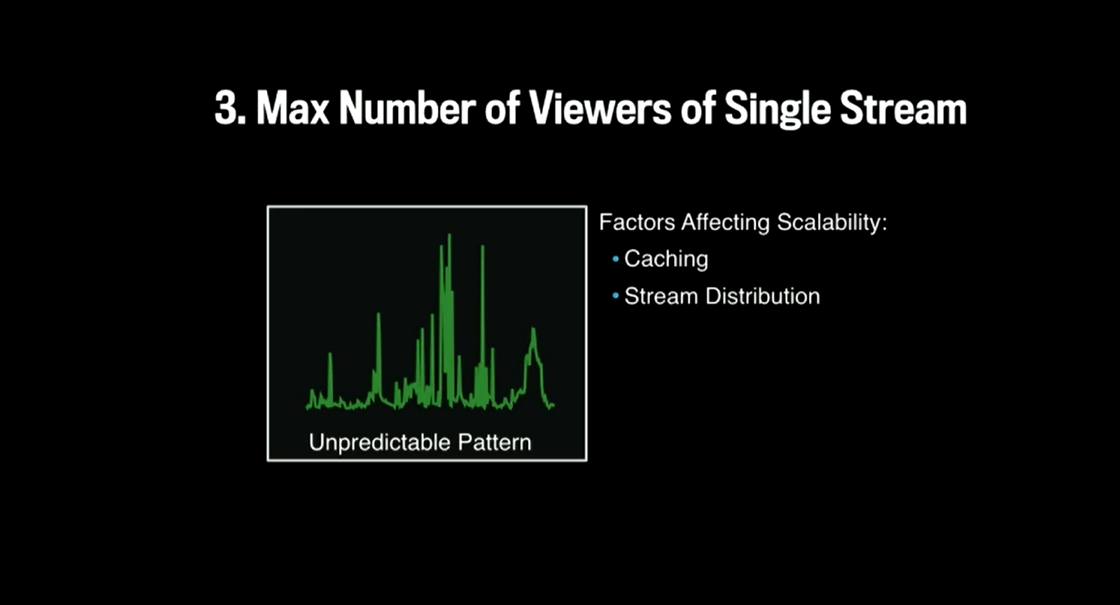 3. Max Number of Viewers of Single Stream
Factors Affecting Scalability:
• Caching
• Stream Distribution
Unpredictable Pattern